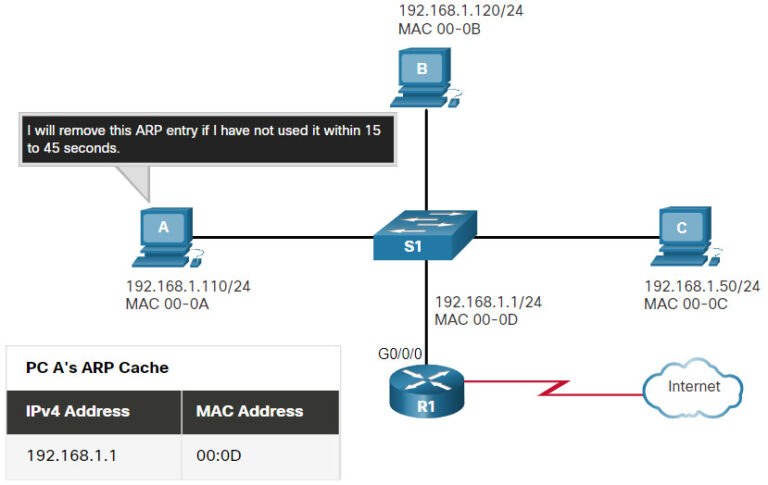 192.168.1.120/24
MAC 00-0B
B
I will remove this ARP entry if I have not used it within 15
to 45 seconds.
A
S1
C
192.168.1.110/24
MAC 00-0A
192.168.1.1/24
MAC 00-0D
192.168.1.50/24
MAC 00-0C
G0/0/0
R1
Internet
PC A's ARP Cache
IPv4 Address MAC Address
192.168.1.1 00:0D